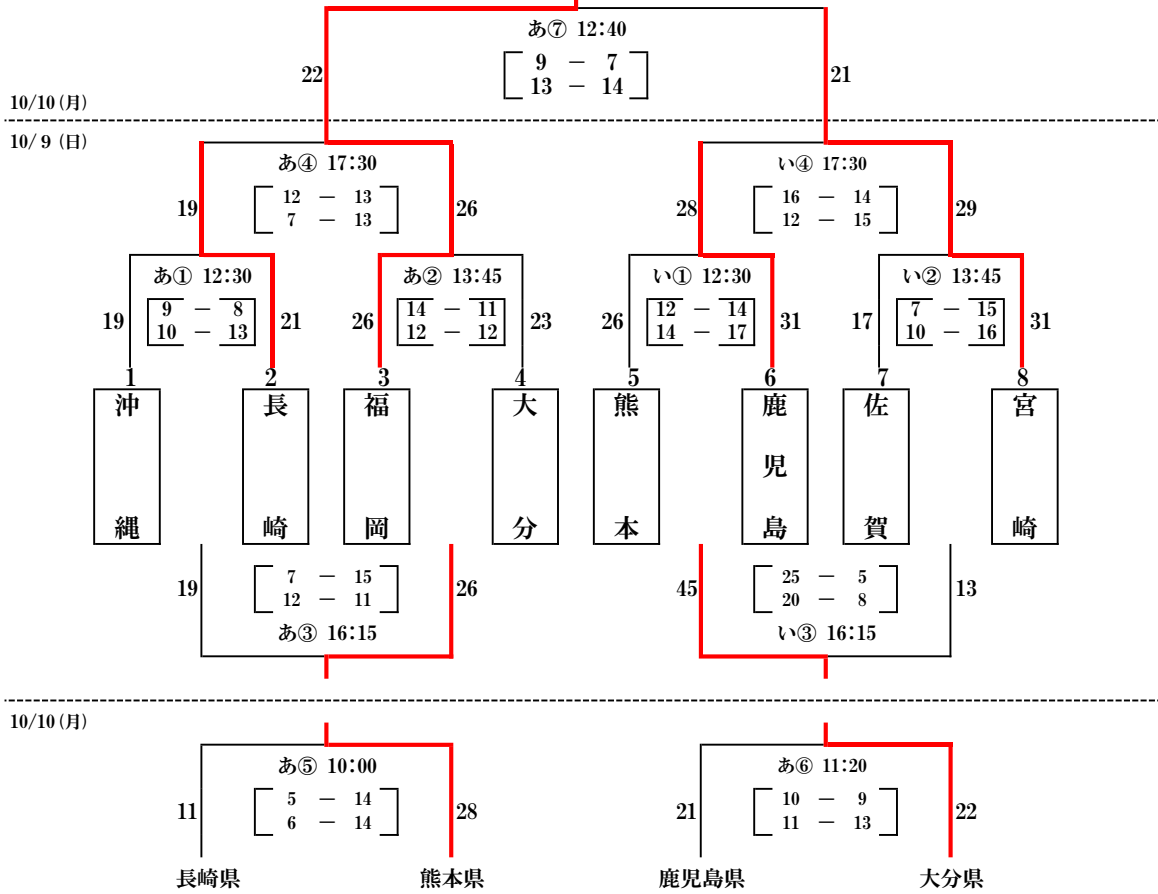 あ⑦ 12:40
9 － 7
22 21
13 － 14
10/10(月)
10/ 9 (日)
あ④ 17:30 い④ 17:30
12 － 13 16 － 14
19 26 28 29
7 － 13 12 － 15
あ① 12:30 あ② 13:45 い① 12:30 い② 13:45
9 － 8 14 － 11 12 － 14 7 － 15
19 21 26 23 26 31 17 31
10 － 13 12 － 12 14 － 17 10 － 16
1 2 3 4 5 6 7 8
沖縄 長崎 福岡 大分 熊本 鹿児島 佐賀 宮崎
7 － 15 25 － 5
19 26 45 13
12 － 11 20 － 8
あ③ 16:15 い③ 16:15
10/10(月)
あ⑤ 10:00 あ⑥ 11:20
5 － 14 10 － 9
11 28 21 22
6 － 14 11 － 13
長崎県 熊本県 鹿児島県 大分県